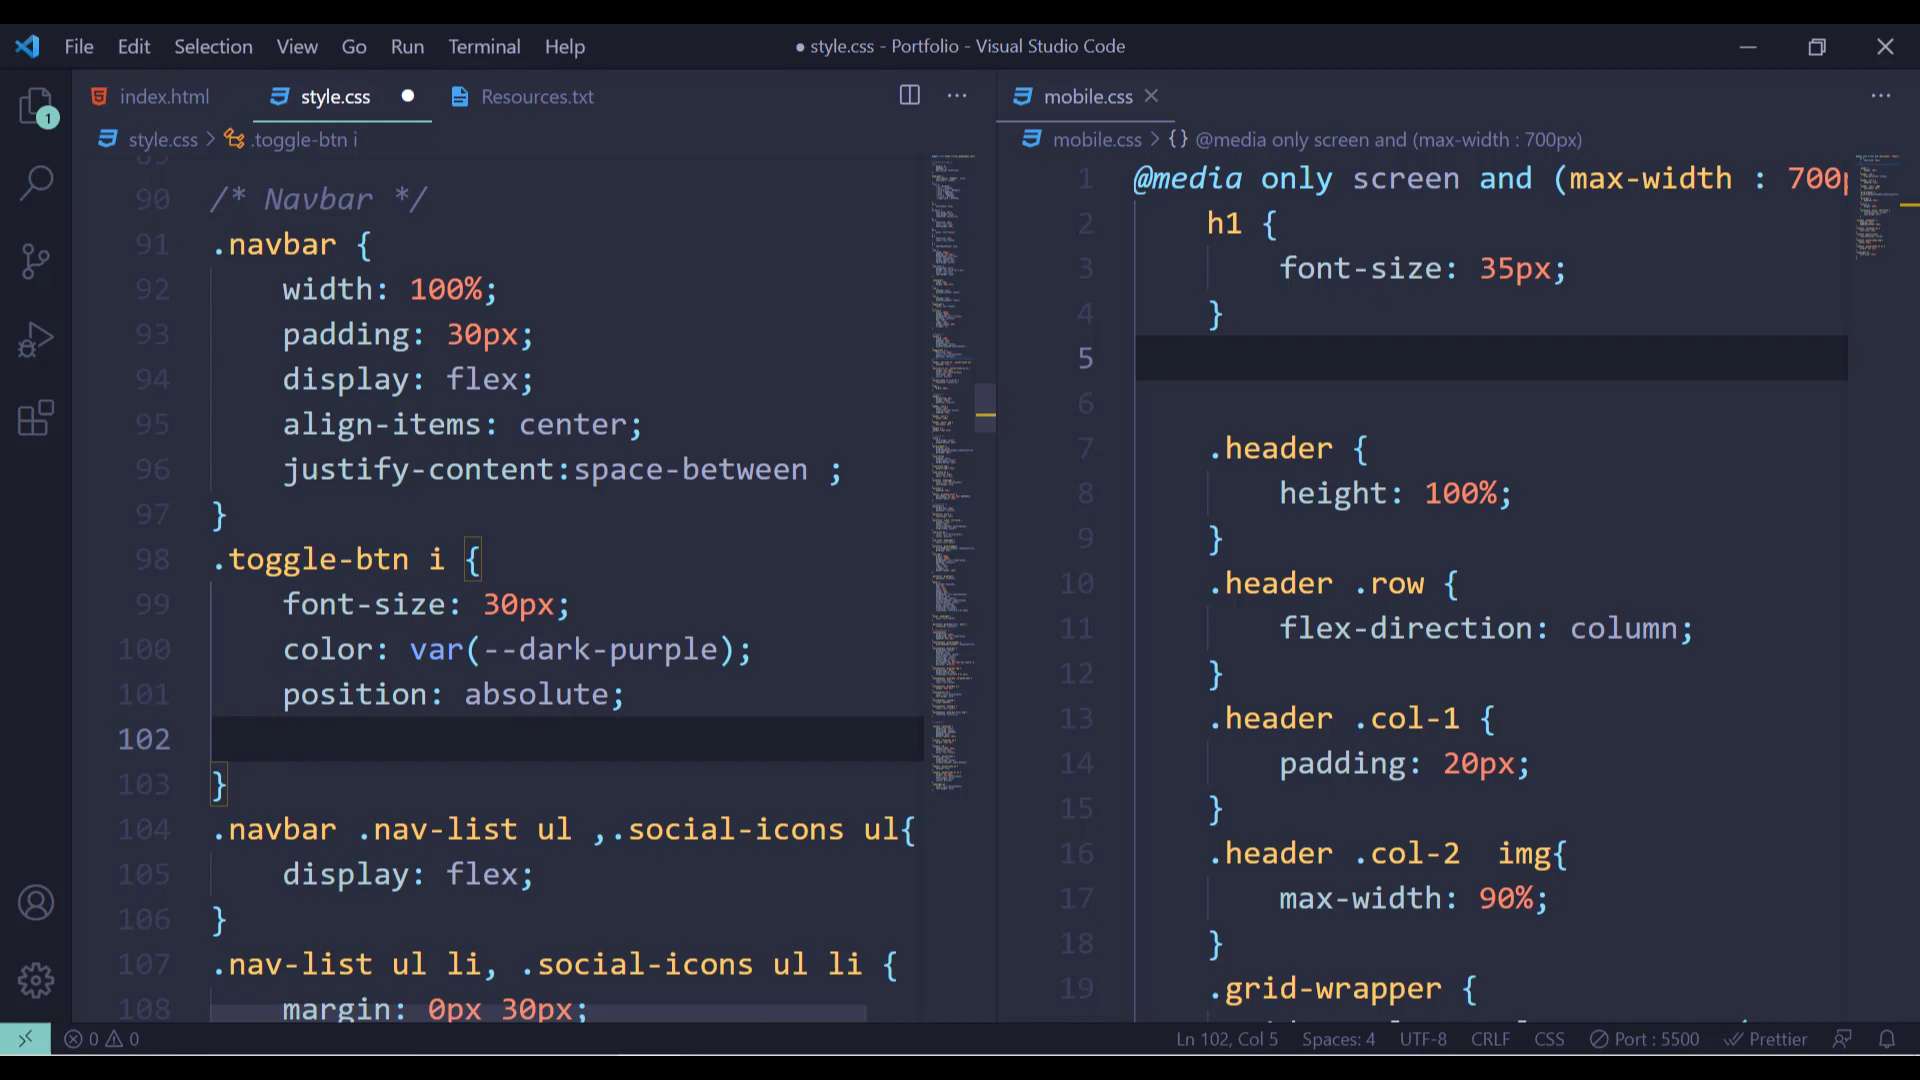 File Edit Selection View Go Run Terminal Help
● style.css - Portfolio - Visual Studio Code
index.html style.css ● Resources.txt
style.css > .toggle-btn i
90 /* Navbar */
91 .navbar {
92 width: 100%;
93 padding: 30px;
94 display: flex;
95 align-items: center;
96 justify-content:space-between ;
97 }
98 .toggle-btn i {
99 font-size: 30px;
100 color: var(--dark-purple);
101 position: absolute;
102
103 }
104 .navbar .nav-list ul ,.social-icons ul{
105 display: flex;
106 }
107 .nav-list ul li, .social-icons ul li {
108 margin: 0px 30px;
mobile.css
mobile.css > {} @media only screen and (max-width : 700px)
1 @media only screen and (max-width : 700p
2 h1 {
3 font-size: 35px;
4 }
5
6
7 .header {
8 height: 100%;
9 }
10 .header .row {
11 flex-direction: column;
12 }
13 .header .col-1 {
14 padding: 20px;
15 }
16 .header .col-2  img{
17 max-width: 90%;
18 }
19 .grid-wrapper {
1
0 0 Ln 102, Col 5 Spaces: 4 UTF-8 CRLF CSS Port : 5500 Prettier